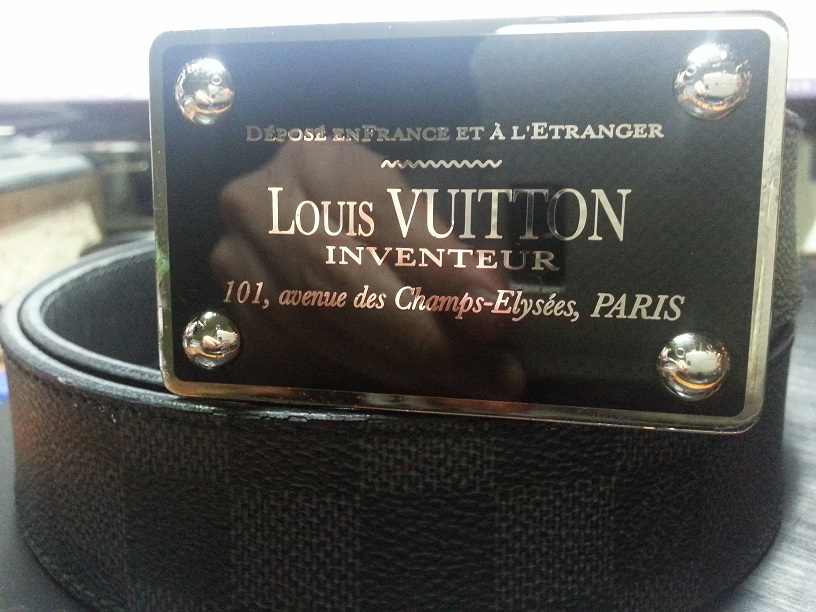 DÉPOSÉ ENFRANCE ET À L'ETRANGER
LOUIS VUITTON
INVENTEUR
101, avenue des Champs-Elysées, PARIS